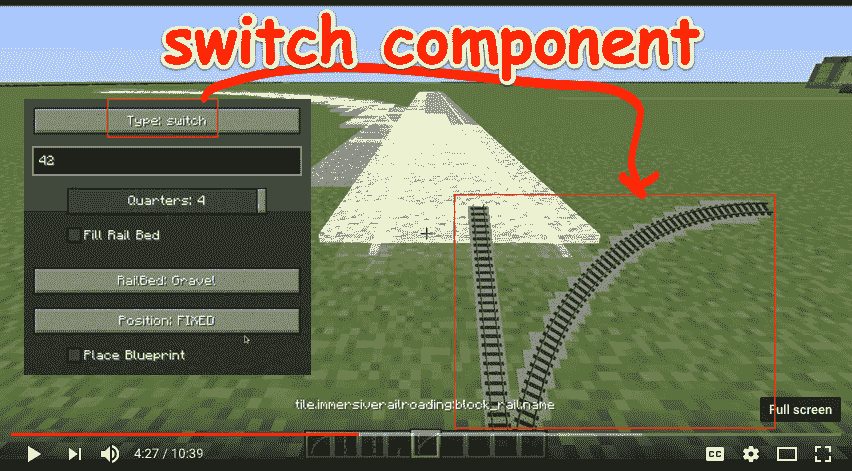 switch component
Type: switch
42
Quarters: 4
Fill Rail Bed
RailBed: Gravel
Position: FIXED
Place Blueprint
tile.immersiverailroading:block_rail.name
Full screen
4:27 / 10:39
CC